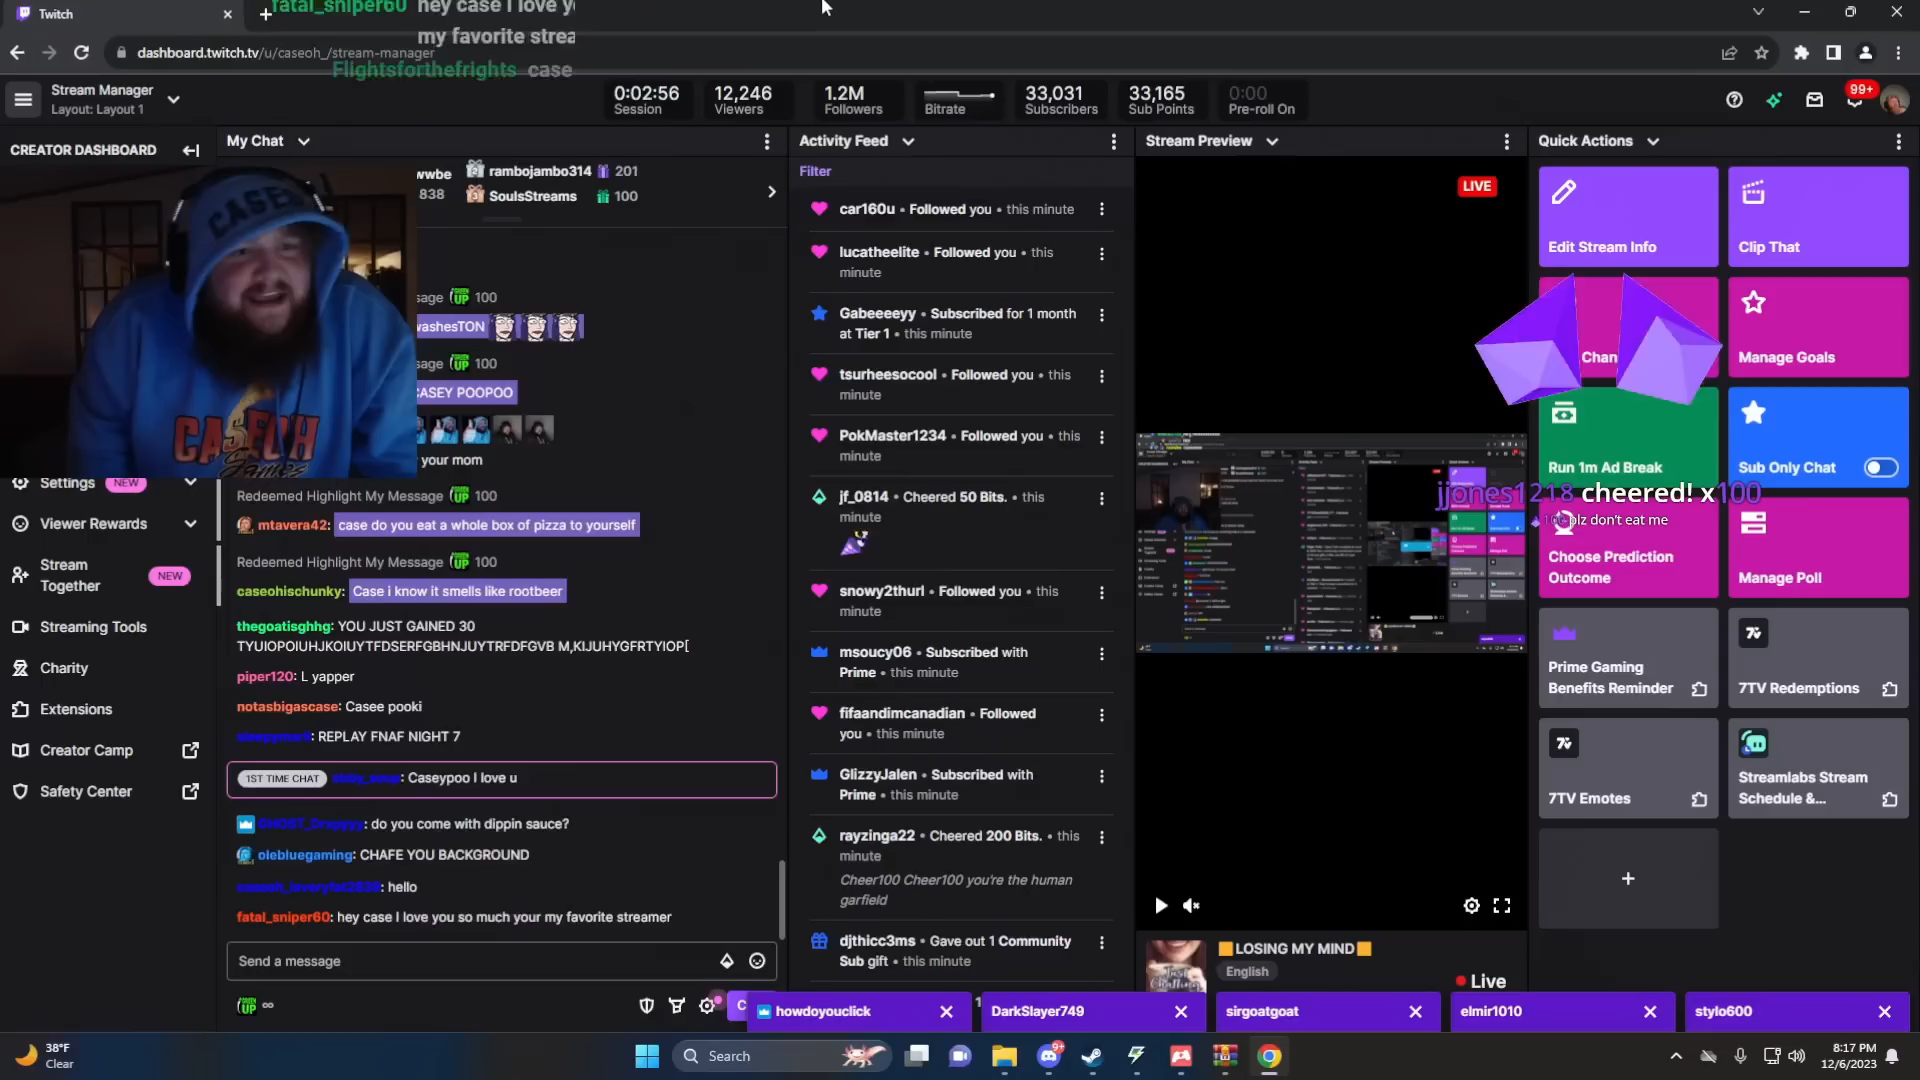 Twitch
fatal_sniper60 hey case I love y
my favorite strea
Flightsforthefrights case
dashboard.twitch.tv/u/caseoh_/stream-manager
Stream Manager
Layout: Layout 1
0:02:56
Session
12,246
Viewers
1.2M
Followers
Bitrate
33,031
Subscribers
33,165
Sub Points
0:00
Pre-roll On
99+
CREATOR DASHBOARD
Settings NEW
Viewer Rewards
Stream
Together
NEW
Streaming Tools
Charity
Extensions
Creator Camp
Safety Center
CASEOH
CASEOH
Games
My Chat
wwbe
838
rambojambo314 201
SoulsStreams 100
sage 100
washesTON
sage 100
CASEY POOPOO
your mom
Redeemed Highlight My Message 100
mtavera42: case do you eat a whole box of pizza to yourself
Redeemed Highlight My Message 100
caseohischunky: Case i know it smells like rootbeer
thegoatisghhg: YOU JUST GAINED 30
TYUIOPOIUHJKOIUYTFDSERFGBHNJUYTRFDFGVB M,KIJUHYGFRTYIOP[
piper120: L yapper
notasbigascase: Casee pooki
REPLAY FNAF NIGHT 7
1ST TIME CHAT
Caseypoo I love u
do you come with dippin sauce?
olebluegaming: CHAFE YOU BACKGROUND
hello
fatal_sniper60: hey case I love you so much your my favorite streamer
Send a message
∞
Activity Feed
Filter
car160u • Followed you • this minute
lucatheelite • Followed you • this
minute
Gabeeeeyy • Subscribed for 1 month
at Tier 1 • this minute
tsurheesocool • Followed you • this
minute
PokMaster1234 • Followed you • this
minute
jf_0814 • Cheered 50 Bits. • this
minute
snowy2thurl • Followed you • this
minute
msoucy06 • Subscribed with
Prime • this minute
fifaandimcanadian • Followed
you • this minute
GlizzyJalen • Subscribed with
Prime • this minute
rayzinga22 • Cheered 200 Bits. • this
minute
Cheer100 Cheer100 you're the human
garfield
djthicc3ms • Gave out 1 Community
Sub gift • this minute
Stream Preview
LIVE
LOSING MY MIND
English
Live
Quick Actions
Edit Stream Info
Clip That
Chan
Manage Goals
Run 1m Ad Break
Sub Only Chat
jjones1218 cheered! x100
100 plz don't eat me
Choose Prediction
Outcome
Manage Poll
Prime Gaming
Benefits Reminder
7TV Redemptions
7TV Emotes
Streamlabs Stream
Schedule &...
+
C
howdoyouclick
DarkSlayer749
sirgoatgoat
elmir1010
stylo600
38°F
Clear
Search
9+
8:17 PM
12/6/2023